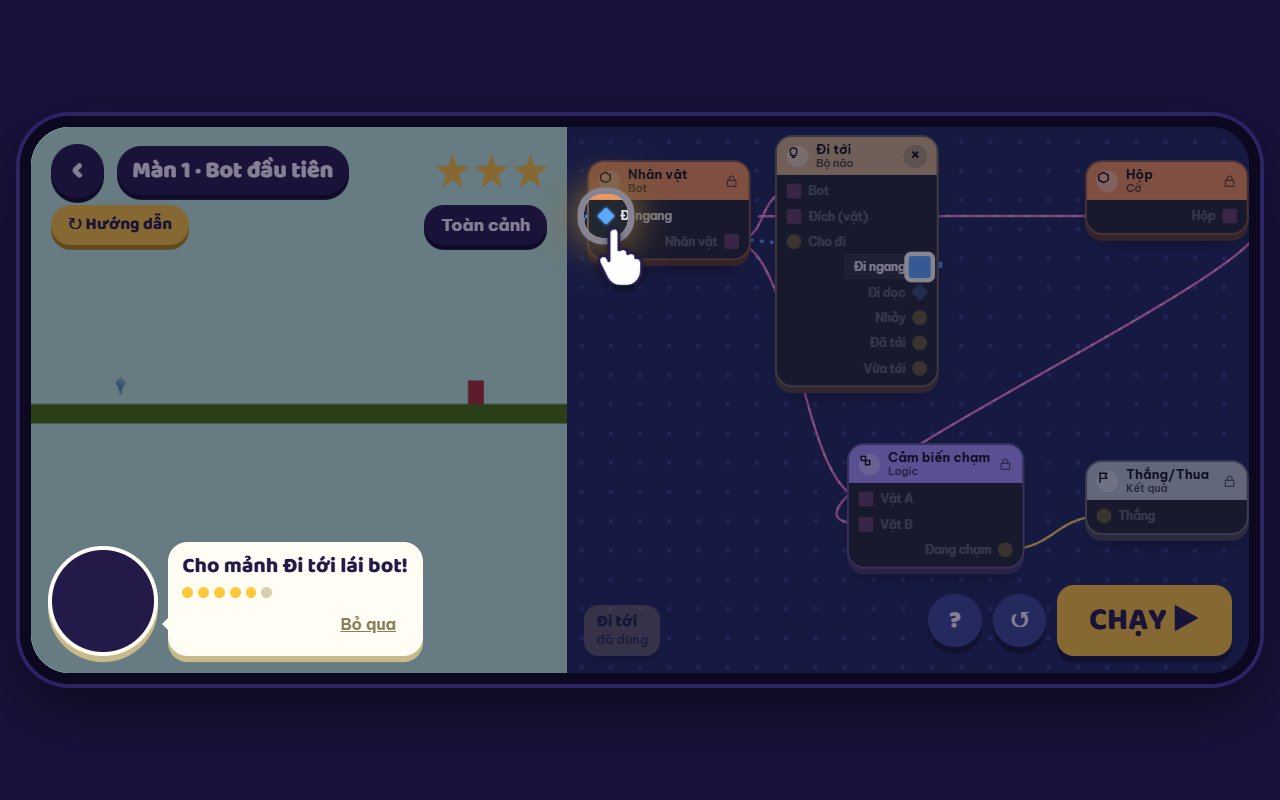 Màn 1 · Bot đầu tiên
↻ Hướng dẫn
Toàn cảnh
Cho mảnh Đi tới lái bot!
Bỏ qua
Nhân vật
Bot
Đi ngang
Nhân vật
Đi tới
Bộ não
Bot
Đích (vật)
Cho đi
Đi ngang
Đi dọc
Nhảy
Đã tới
Vừa tới
Hộp
Cờ
Hộp
Cảm biến chạm
Logic
Vật A
Vật B
Đang chạm
Thắng/Thua
Kết quả
Thắng
Đi tới
đã dùng
?
CHẠY